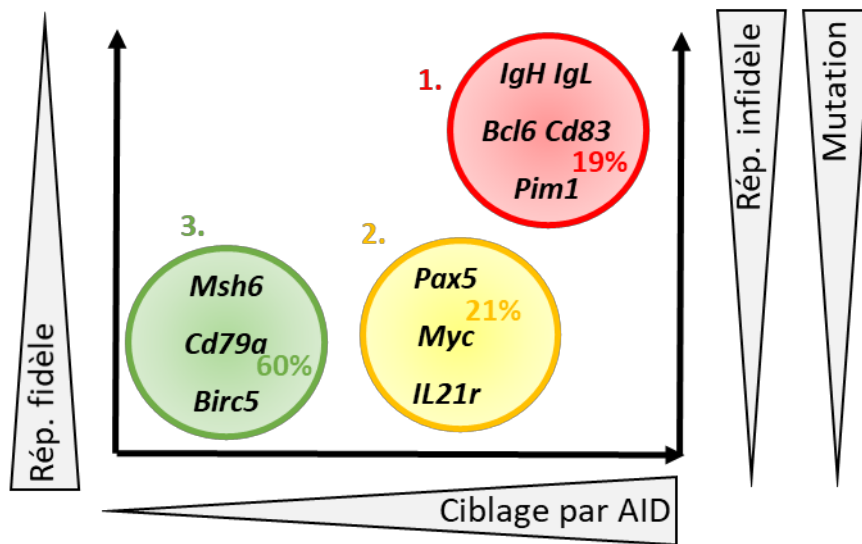 1.
IgH IgL
Bcl6 Cd83
19%
Pim1
3.
Msh6
Cd79a
60%
Birc5
2.
Pax5
21%
Myc
IL21r
Rép. fidèle
Rép. infidèle
Mutation
Ciblage par AID